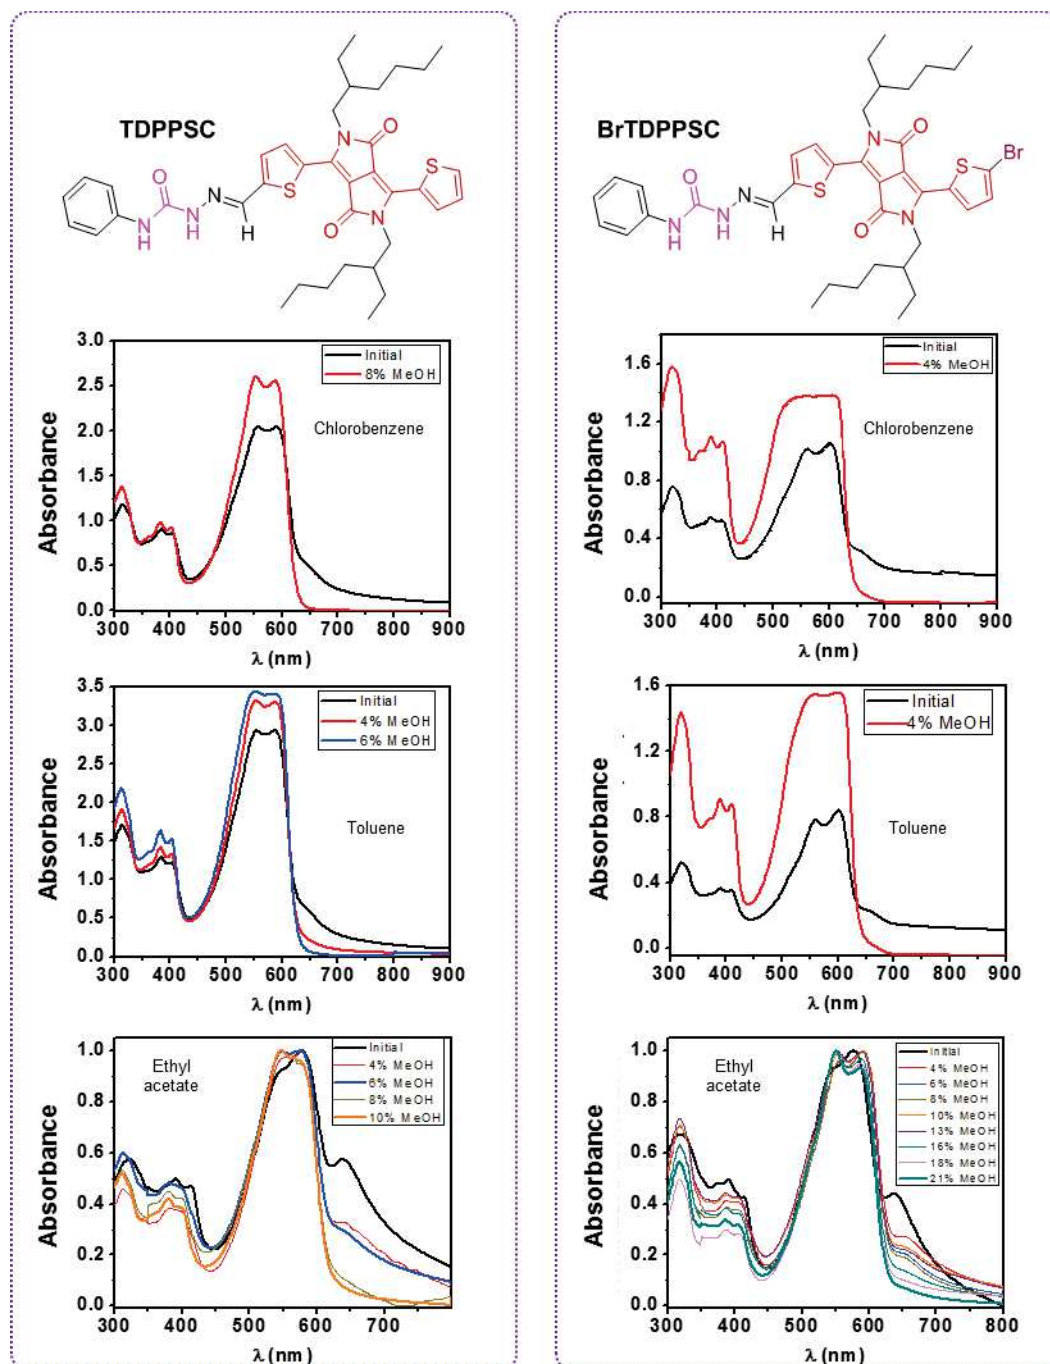 TDPPSC
N
O
S
O
N
H
N
H
N
H
S
O
N
BrTDPPSC
N
O
S
Br
O
N
H
N
H
N
H
S
O
N
3.0
2.5
2.0
1.5
1.0
0.5
0.0
Absorbance
Initial
8% MeOH
Chlorobenzene
300 400 500 600 700 800 900
λ (nm)
1.6
1.2
0.8
0.4
0.0
Absorbance
Initial
4% MeOH
Chlorobenzene
300 400 500 600 700 800 900
λ (nm)
3.5
3.0
2.5
2.0
1.5
1.0
0.5
0.0
Absorbance
Initial
4% MeOH
6% MeOH
Toluene
300 400 500 600 700 800 900
λ (nm)
1.6
1.2
0.8
0.4
0.0
Absorbance
Initial
4% MeOH
Toluene
300 400 500 600 700 800 900
λ (nm)
1.0
0.8
0.6
0.4
0.2
0.0
Absorbance
Ethyl
acetate
Initial
4% MeOH
6% MeOH
8% MeOH
10% MeOH
300 400 500 600 700
λ (nm)
1.0
0.8
0.6
0.4
0.2
0.0
Absorbance
Ethyl
acetate
Initial
4% MeOH
6% MeOH
8% MeOH
10% MeOH
13% MeOH
16% MeOH
18% MeOH
21% MeOH
300 400 500 600 700 800
λ (nm)